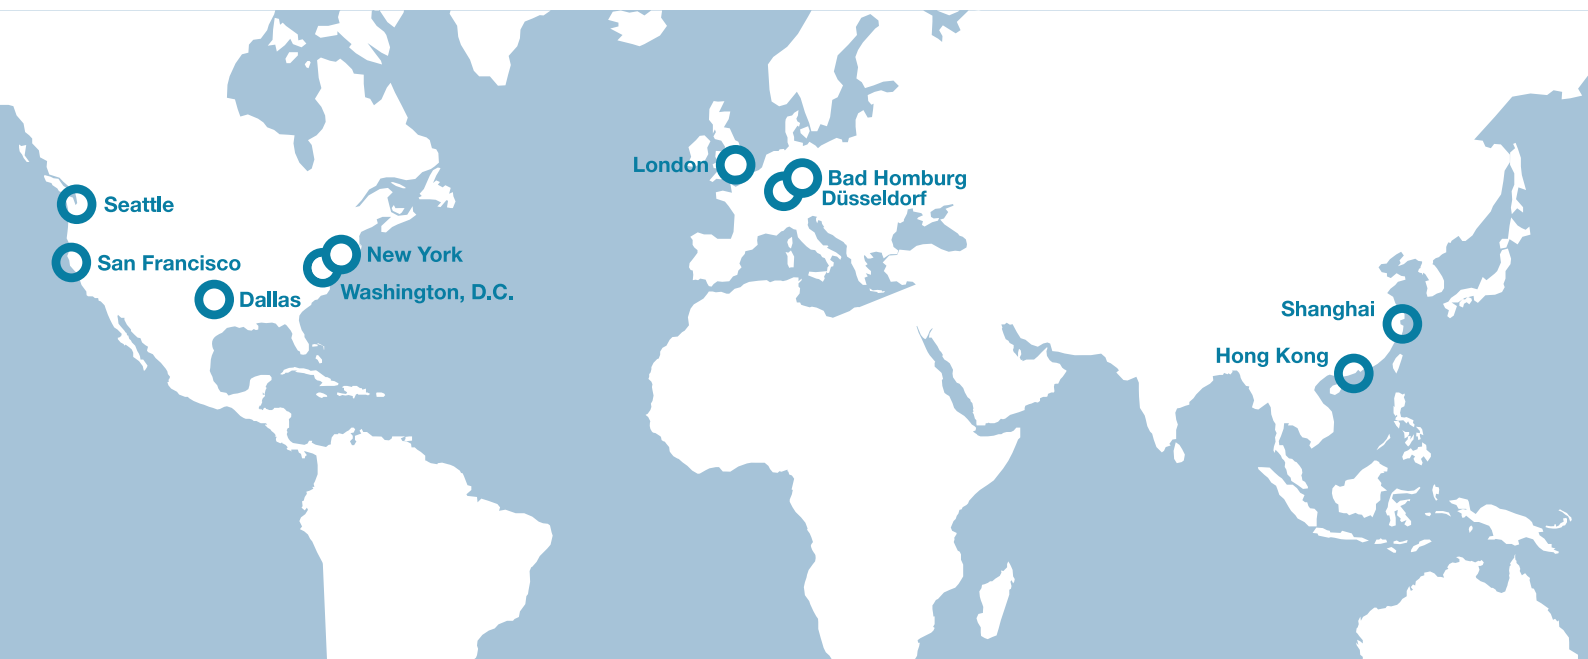 London
Bad Homburg
Düsseldorf
Seattle
New York
San Francisco
Washington, D.C.
Dallas
Shanghai
Hong Kong